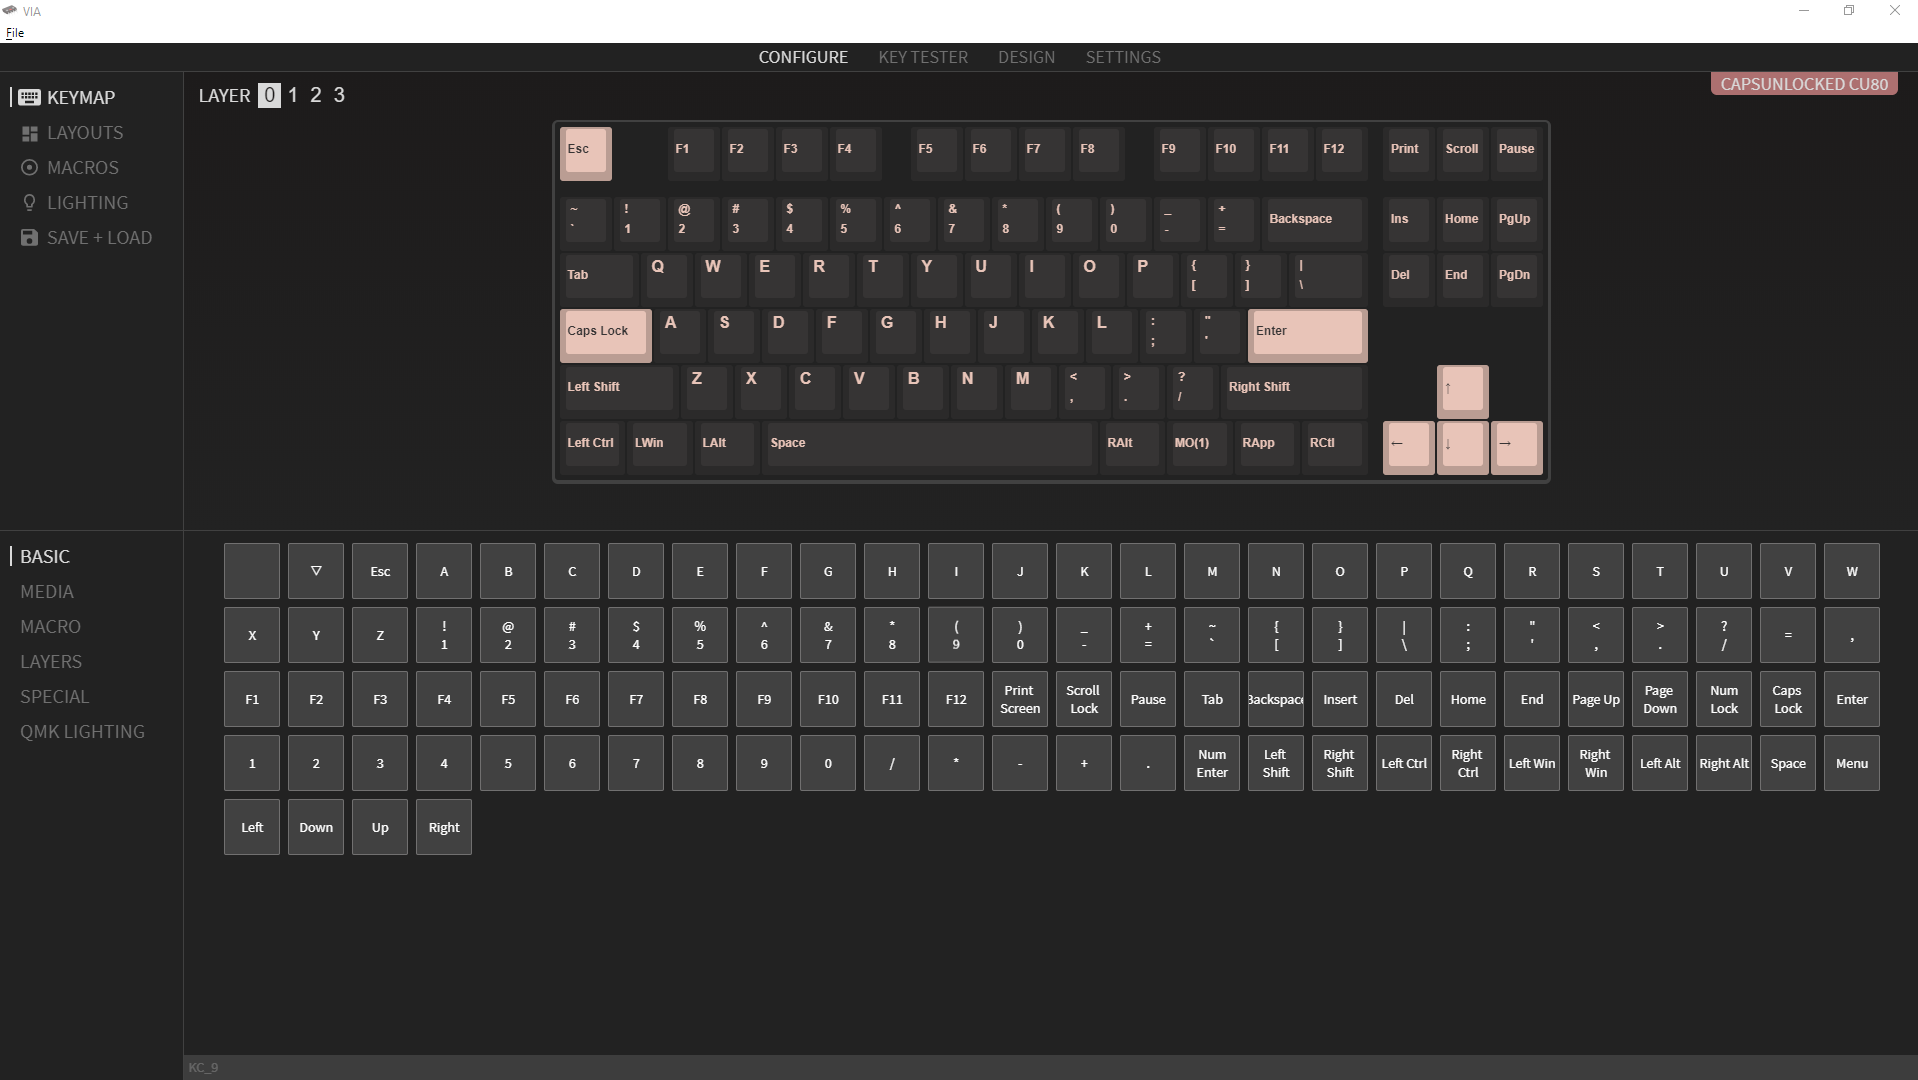 VIA
File
CONFIGURE KEY TESTER DESIGN SETTINGS
KEYMAP
LAYOUTS
MACROS
LIGHTING
SAVE + LOAD
LAYER 0 1 2 3
CAPSUNLOCKED CU80
Esc F1 F2 F3 F4 F5 F6 F7 F8 F9 F10 F11 F12 Print Scroll Pause
~ ! @ # $ % ^ & * ( ) _ +
` 1 2 3 4 5 6 7 8 9 0 - = Backspace Ins Home PgUp
Tab Q W E R T Y U I O P { } |
[ ] \ Del End PgDn
Caps Lock A S D F G H J K L : " Enter
; '
Left Shift Z X C V B N M < > ? Right Shift ↑
, . /
Left Ctrl LWin LAlt Space RAlt MO(1) RApp RCtl ← ↓ →
BASIC
MEDIA
MACRO
LAYERS
SPECIAL
QMK LIGHTING
▽ Esc A B C D E F G H I J K L M N O P Q R S T U V W
X Y Z ! @ # $ % ^ & * ( ) _ + ~ { } | : " < > ? = ,
1 2 3 4 5 6 7 8 9 0 - = ` [ ] \ ; ' , . /
F1 F2 F3 F4 F5 F6 F7 F8 F9 F10 F11 F12 Print Screen Scroll Lock Pause Tab Backspace Insert Del Home End Page Up Page Down Num Lock Caps Lock Enter
1 2 3 4 5 6 7 8 9 0 / * - + . Num Enter Left Shift Right Shift Left Ctrl Right Ctrl Left Win Right Win Left Alt Right Alt Space Menu
Left Down Up Right
KC_9